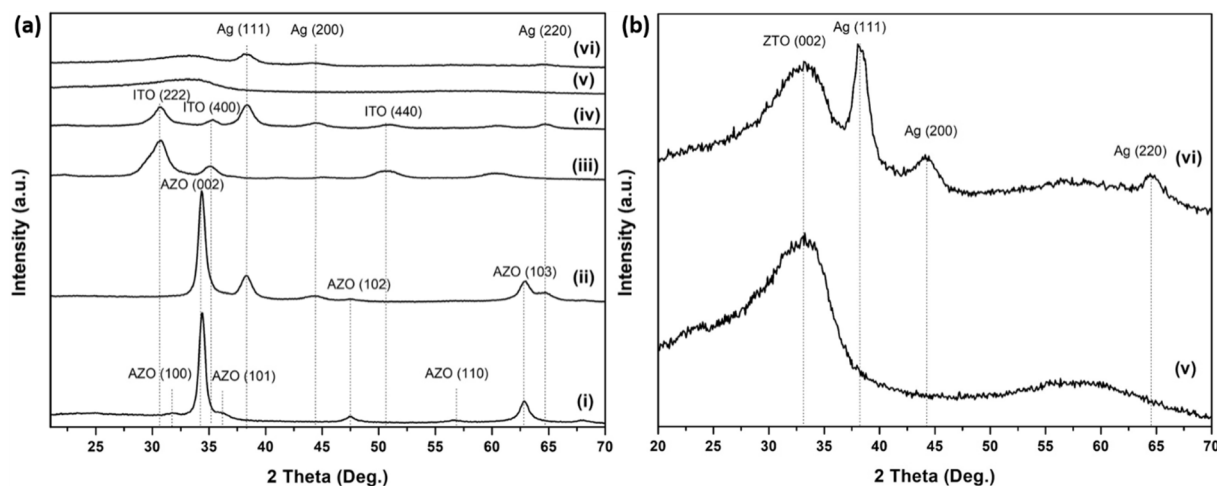 (a)
Ag (111) Ag (200) Ag (220)
(vi)
(v)
ITO (222)
ITO (400)
ITO (440)
(iv)
(iii)
AZO (002)
AZO (103)
AZO (102)
(ii)
AZO (100)
AZO (101)
AZO (110)
(i)
Intensity (a.u.)
25 30 35 40 45 50 55 60 65 70
2 Theta (Deg.)
(b)
Ag (111)
ZTO (002)
Ag (200)
Ag (220)
(vi)
(v)
Intensity (a.u.)
20 25 30 35 40 45 50 55 60 65 70
2 Theta (Deg.)